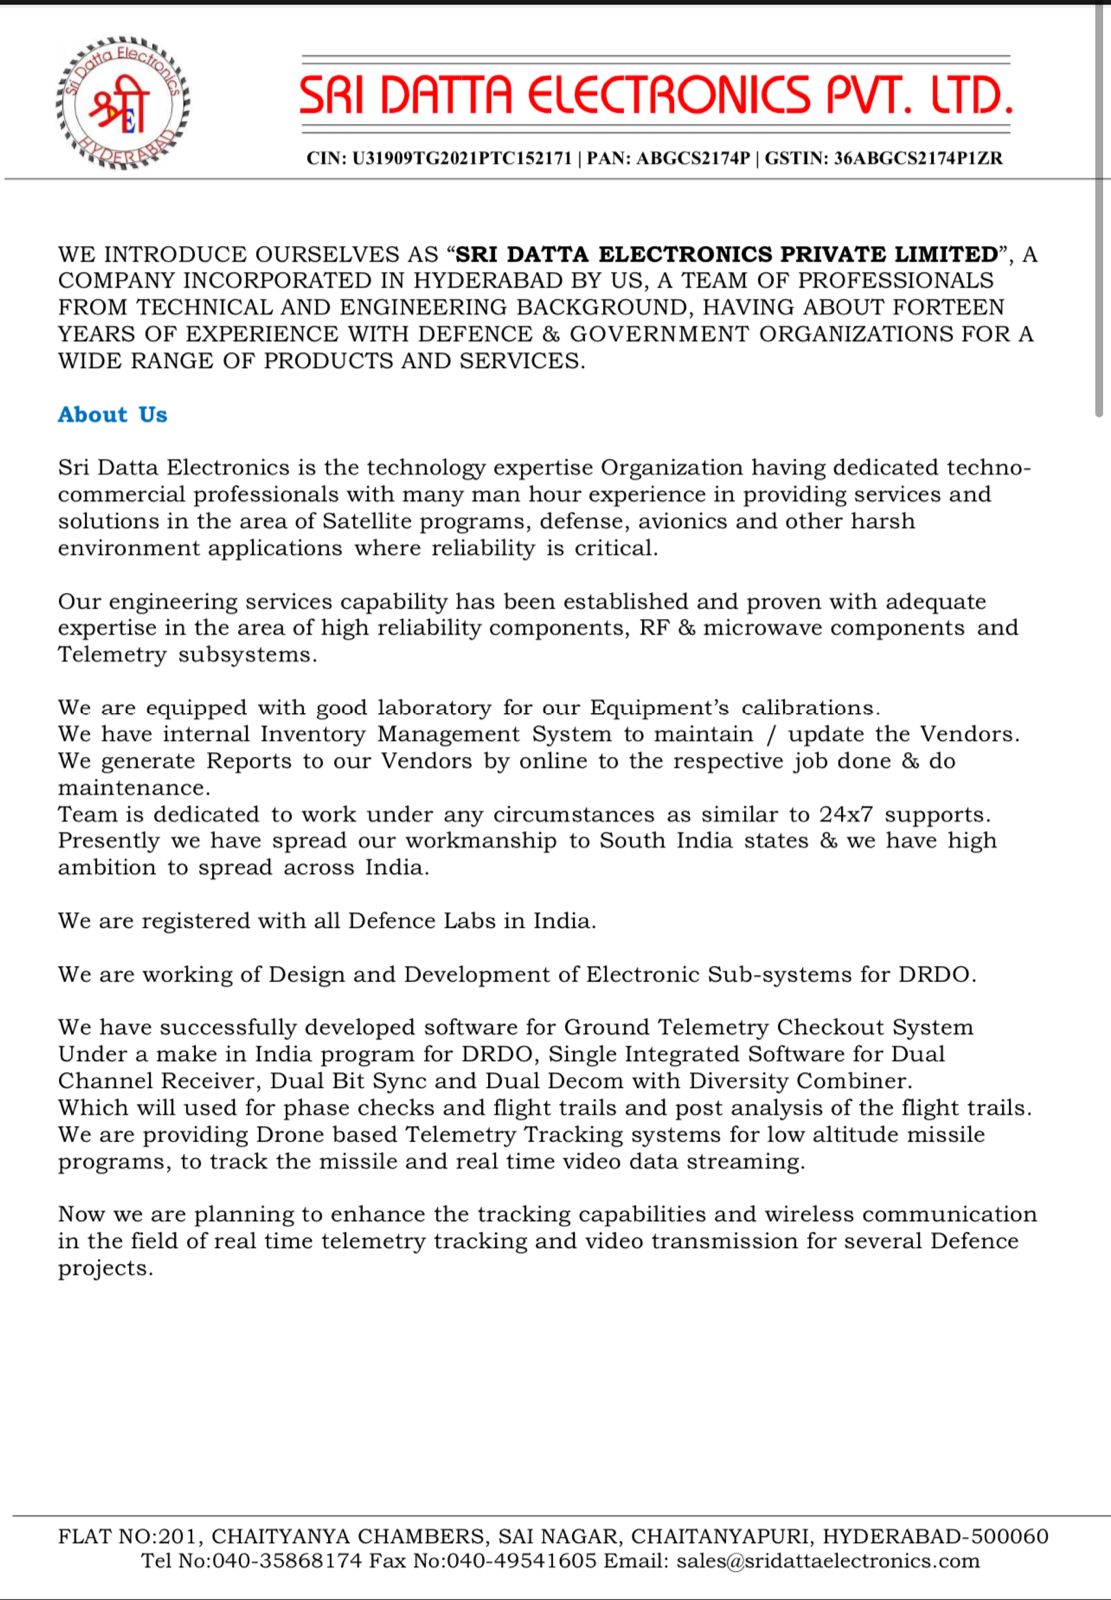 Sri Datta Electronics
श्री
E
HYDERABAD
SRI DATTA ELECTRONICS PVT. LTD.
CIN: U31909TG2021PTC152171 | PAN: ABGCS2174P | GSTIN: 36ABGCS2174P1ZR
WE INTRODUCE OURSELVES AS “SRI DATTA ELECTRONICS PRIVATE LIMITED”, A
COMPANY INCORPORATED IN HYDERABAD BY US, A TEAM OF PROFESSIONALS
FROM TECHNICAL AND ENGINEERING BACKGROUND, HAVING ABOUT FORTEEN
YEARS OF EXPERIENCE WITH DEFENCE & GOVERNMENT ORGANIZATIONS FOR A
WIDE RANGE OF PRODUCTS AND SERVICES.
About Us
Sri Datta Electronics is the technology expertise Organization having dedicated techno-
commercial professionals with many man hour experience in providing services and
solutions in the area of Satellite programs, defense, avionics and other harsh
environment applications where reliability is critical.
Our engineering services capability has been established and proven with adequate
expertise in the area of high reliability components, RF & microwave components and
Telemetry subsystems.
We are equipped with good laboratory for our Equipment’s calibrations.
We have internal Inventory Management System to maintain / update the Vendors.
We generate Reports to our Vendors by online to the respective job done & do
maintenance.
Team is dedicated to work under any circumstances as similar to 24x7 supports.
Presently we have spread our workmanship to South India states & we have high
ambition to spread across India.
We are registered with all Defence Labs in India.
We are working of Design and Development of Electronic Sub-systems for DRDO.
We have successfully developed software for Ground Telemetry Checkout System
Under a make in India program for DRDO, Single Integrated Software for Dual
Channel Receiver, Dual Bit Sync and Dual Decom with Diversity Combiner.
Which will used for phase checks and flight trails and post analysis of the flight trails.
We are providing Drone based Telemetry Tracking systems for low altitude missile
programs, to track the missile and real time video data streaming.
Now we are planning to enhance the tracking capabilities and wireless communication
in the field of real time telemetry tracking and video transmission for several Defence
projects.
FLAT NO:201, CHAITYANYA CHAMBERS, SAI NAGAR, CHAITANYAPURI, HYDERABAD-500060
Tel No:040-35868174 Fax No:040-49541605 Email: sales@sridattaelectronics.com